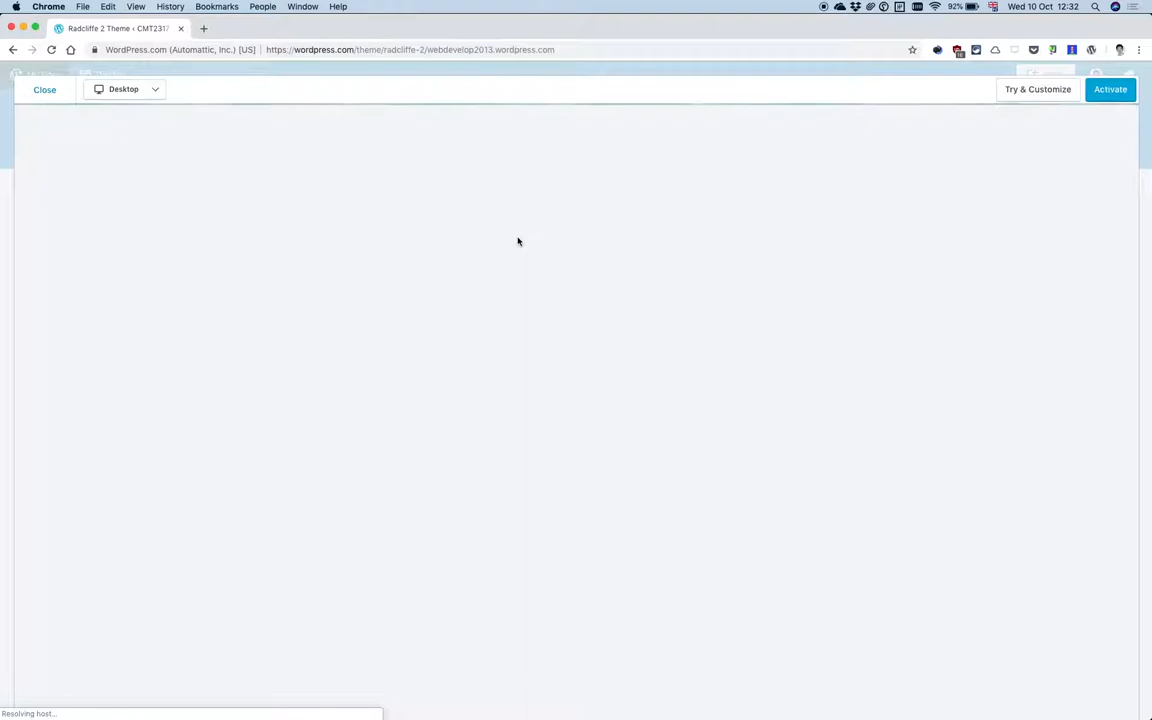 Chrome File Edit View History Bookmarks People Window Help 92% Wed 10 Oct 12:32
Radcliffe 2 Theme ‹ CMT2317
WordPress.com (Automattic, Inc.) [US] | https://wordpress.com/theme/radcliffe-2/webdevelop2013.wordpress.com
Close Desktop Try & Customize Activate
Resolving host...